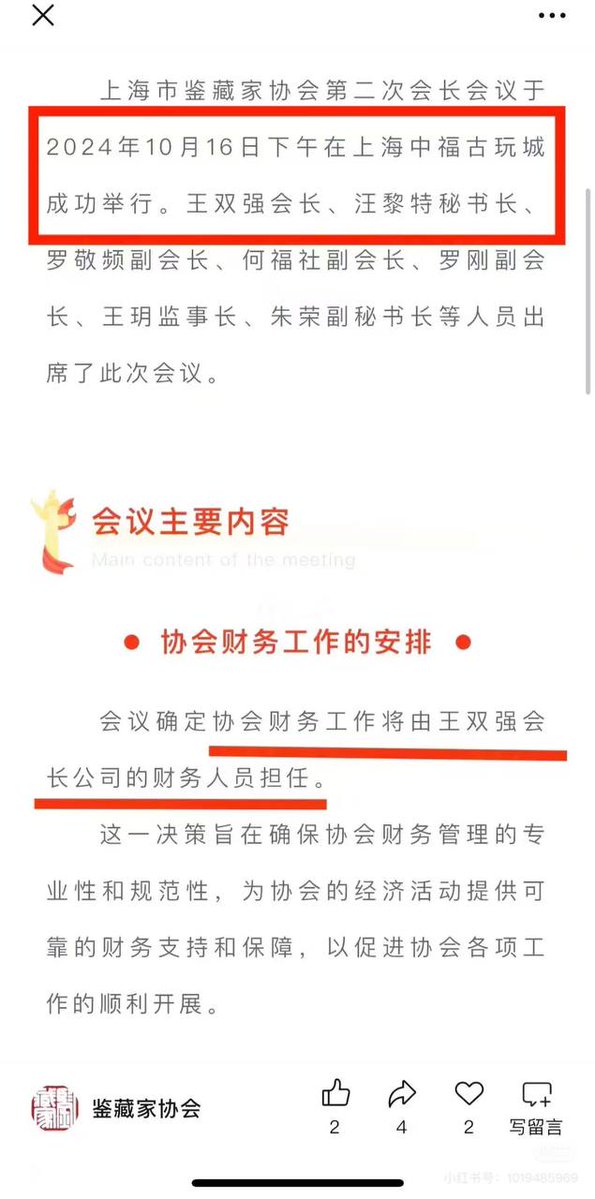 上海市鉴藏家协会第二次会长会议于
2024年10月16日下午在上海中福古玩城
成功举行。王双强会长、汪黎特秘书长、
罗敬频副会长、何福社副会长、罗刚副会
长、王玥监事长、朱荣副秘书长等人员出
席了此次会议。
会议主要内容
Main content of the meeting
协会财务工作的安排
会议确定协会财务工作将由王双强会
长公司的财务人员担任。
这一决策旨在确保协会财务管理的专
业性和规范性，为协会的经济活动提供可
靠的财务支持和保障，以促进协会各项工
作的顺利开展。
鉴藏家协会
2
4
2
写留言
小红书号：1019485969